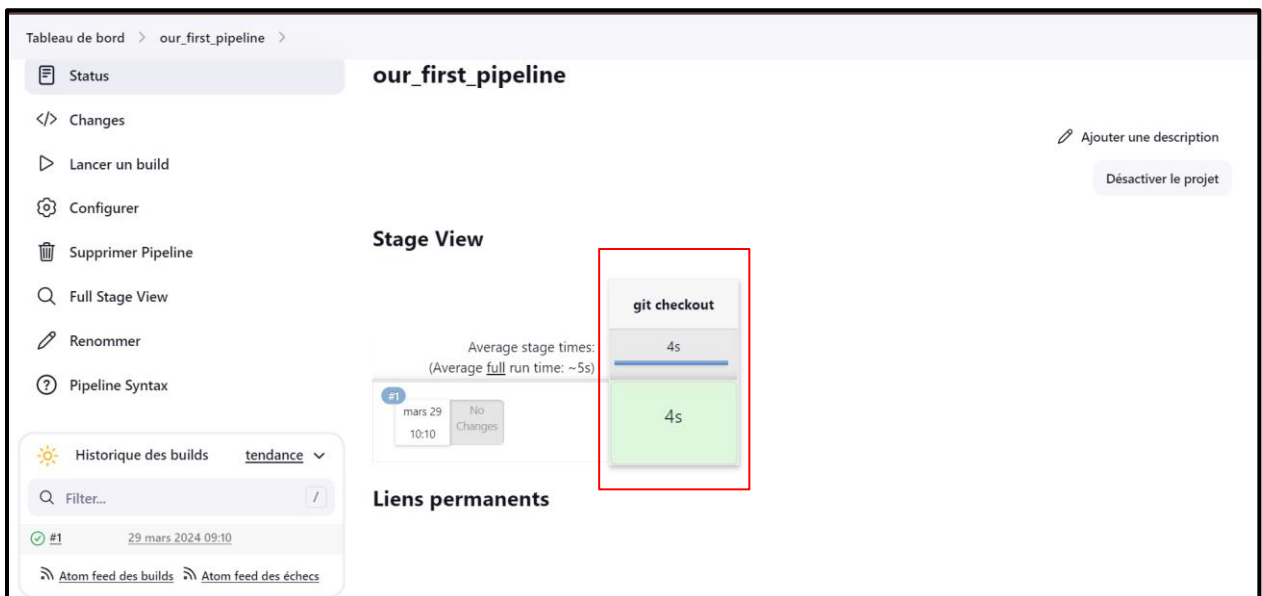 Tableau de bord > our_first_pipeline >
Status
Changes
Lancer un build
Configurer
Supprimer Pipeline
Full Stage View
Renommer
Pipeline Syntax
Historique des builds tendance
Filter... /
#1 29 mars 2024 09:10
Atom feed des builds Atom feed des échecs
our_first_pipeline
Ajouter une description
Désactiver le projet
Stage View
git checkout
Average stage times: 4s
(Average full run time: ~5s)
#1
mars 29 No
10:10 Changes
4s
Liens permanents